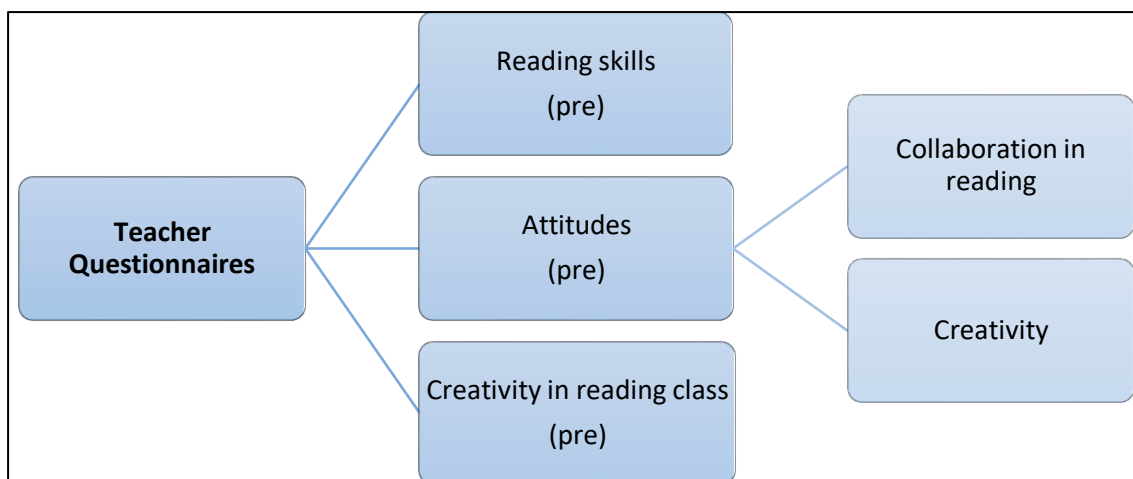 Teacher
Questionnaires
Reading skills
(pre)
Attitudes
(pre)
Creativity in reading class
(pre)
Collaboration in
reading
Creativity